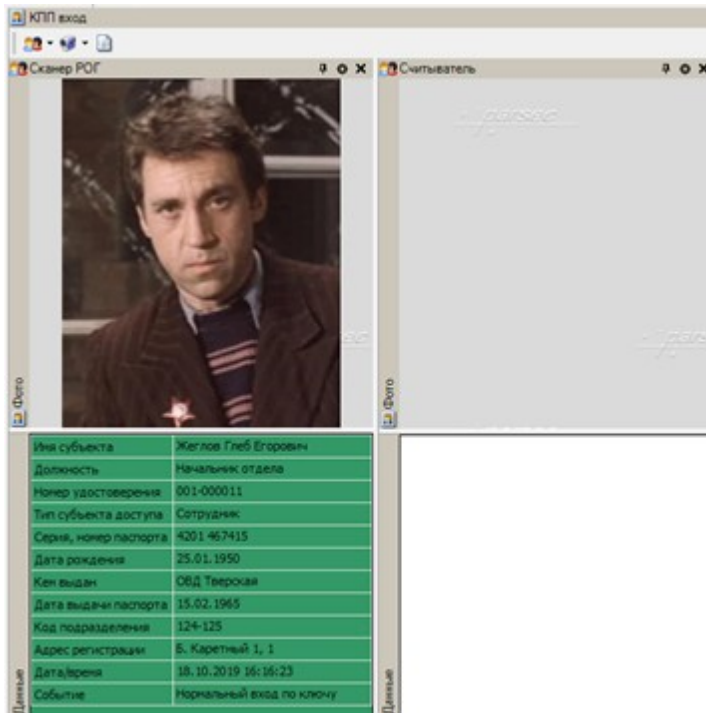 КПП вход
Сканер РОГ
Считыватель
parsec
Фото
Фото
Имя субъекта Жеглов Глеб Егорович
Должность Начальник отдела
Номер удостоверения 001-000011
Тип субъекта доступа Сотрудник
Серия, номер паспорта 4201 467415
Дата рождения 25.01.1950
Кем выдан ОВД Тверская
Дата выдачи паспорта 15.02.1965
Код подразделения 124-125
Адрес регистрации Б. Каретный 1, 1
Дата/время 18.10.2019 16:16:23
Событие Нормальный вход по ключу
Данные
Данные